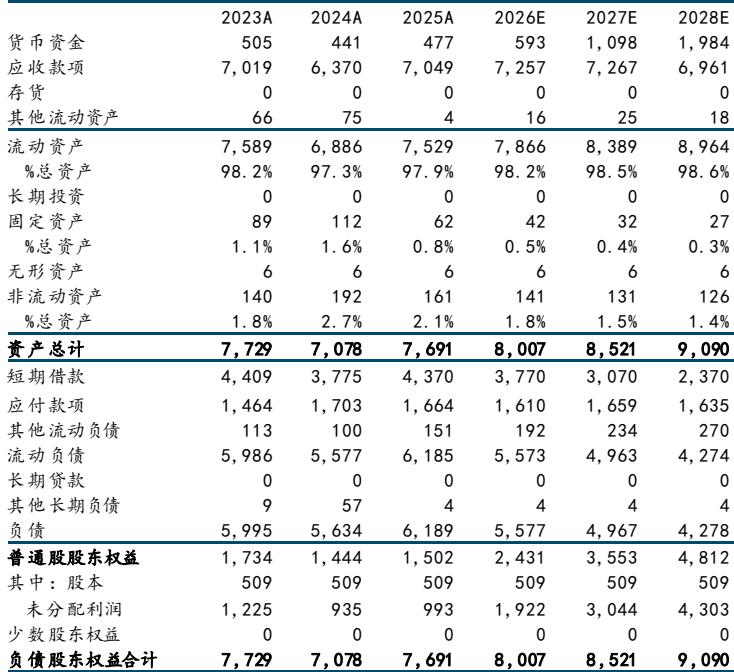 2023A 2024A 2025A 2026E 2027E 2028E
货币资金 505 441 477 593 1,098 1,984
应收款项 7,019 6,370 7,049 7,257 7,267 6,961
存货 0 0 0 0 0 0
其他流动资产 66 75 4 16 25 18
流动资产 7,589 6,886 7,529 7,866 8,389 8,964
%总资产 98.2% 97.3% 97.9% 98.2% 98.5% 98.6%
长期投资 0 0 0 0 0 0
固定资产 89 112 62 42 32 27
%总资产 1.1% 1.6% 0.8% 0.5% 0.4% 0.3%
无形资产 6 6 6 6 6 6
非流动资产 140 192 161 141 131 126
%总资产 1.8% 2.7% 2.1% 1.8% 1.5% 1.4%
资产总计 7,729 7,078 7,691 8,007 8,521 9,090
短期借款 4,409 3,775 4,370 3,770 3,070 2,370
应付款项 1,464 1,703 1,664 1,610 1,659 1,635
其他流动负债 113 100 151 192 234 270
流动负债 5,986 5,577 6,185 5,573 4,963 4,274
长期贷款 0 0 0 0 0 0
其他长期负债 9 57 4 4 4 4
负债 5,995 5,634 6,189 5,577 4,967 4,278
普通股股东权益 1,734 1,444 1,502 2,431 3,553 4,812
其中：股本 509 509 509 509 509 509
未分配利润 1,225 935 993 1,922 3,044 4,303
少数股东权益 0 0 0 0 0 0
负债股东权益合计 7,729 7,078 7,691 8,007 8,521 9,090